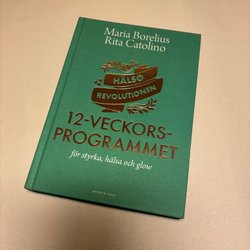 Maria Borelius
Rita Catolino
HÄLSO
REVOLUTIONEN
12-VECKORS-
PROGRAMMET
för styrka, hälsa och glow